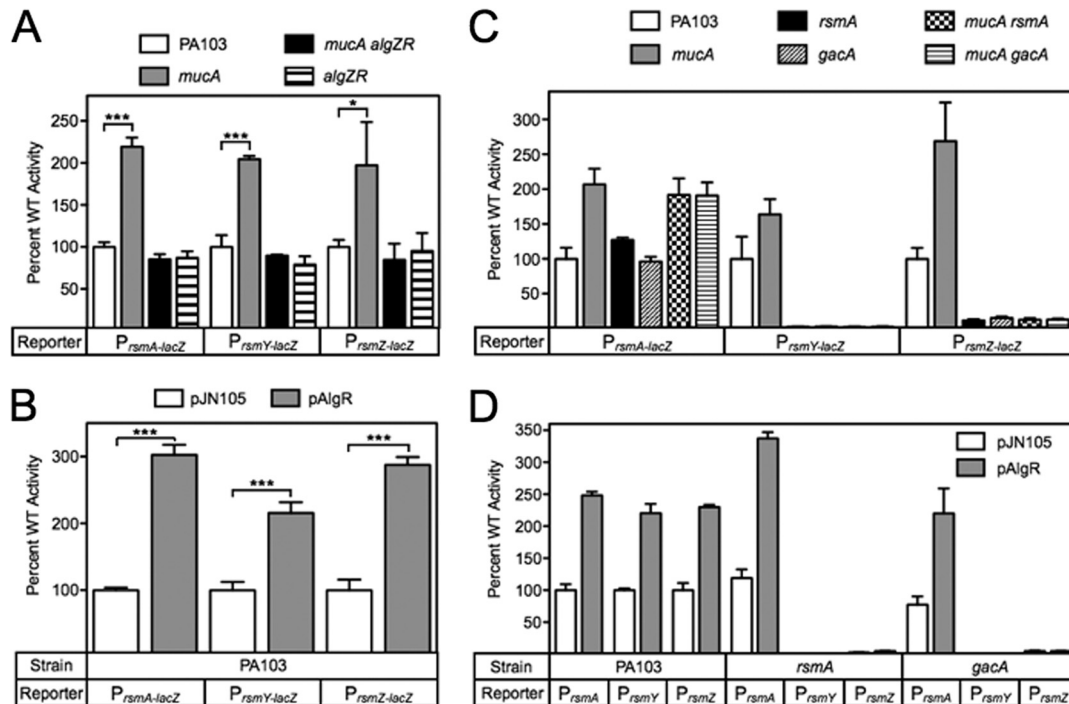 A
PA103
mucA algZR
mucA
algZR
Percent WT Activity
250
200
150
100
50
***
***
*
Reporter
PrsmA-lacZ
PrsmY-lacZ
PrsmZ-lacZ
B
pJN105
pAlgR
Percent WT Activity
300
200
100
***
***
***
Strain
PA103
Reporter
PrsmA-lacZ
PrsmY-lacZ
PrsmZ-lacZ
C
PA103
rsmA
mucA rsmA
mucA
gacA
mucA gacA
Percent WT Activity
300
250
200
150
100
50
Reporter
PrsmA-lacZ
PrsmY-lacZ
PrsmZ-lacZ
D
pJN105
pAlgR
Percent WT Activity
350
300
250
200
150
100
50
Strain
PA103
rsmA
gacA
Reporter
PrsmA
PrsmY
PrsmZ
PrsmA
PrsmY
PrsmZ
PrsmA
PrsmY
PrsmZ